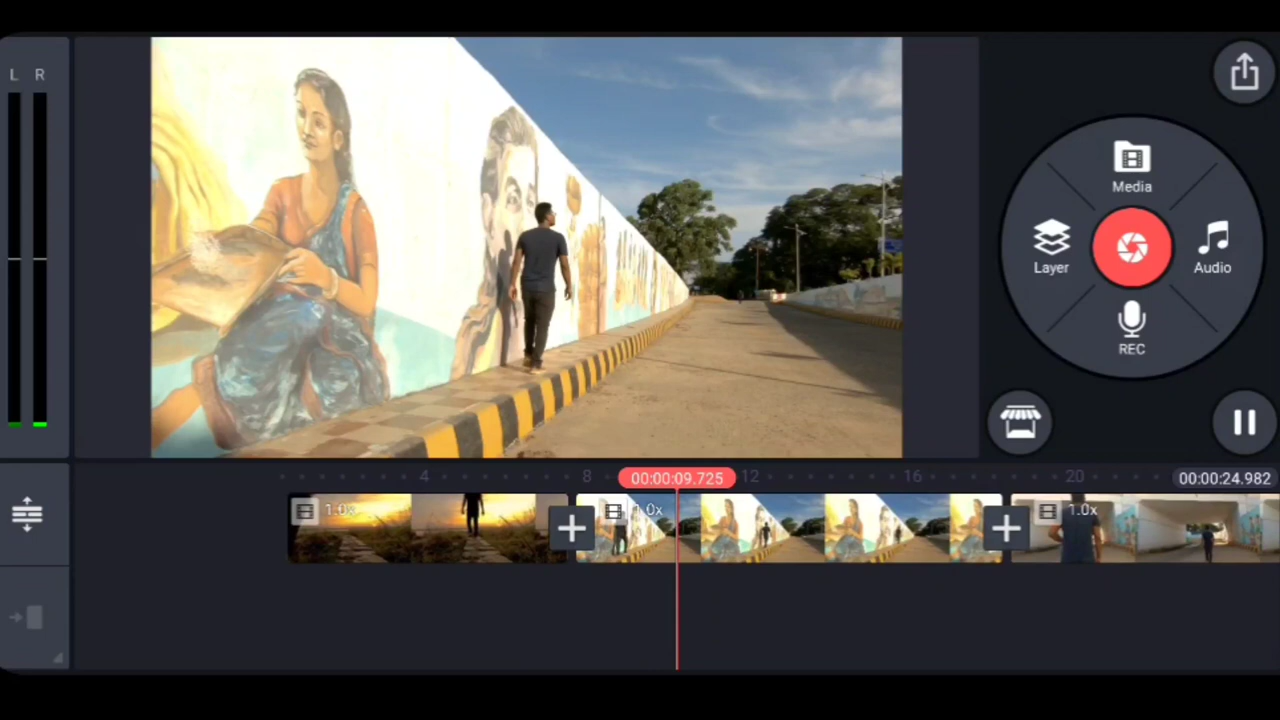 L R
Media
Layer
Audio
REC
4
8
00:00:09.725
12
16
20
00:00:24.982
1.0x
1.0x
1.0x